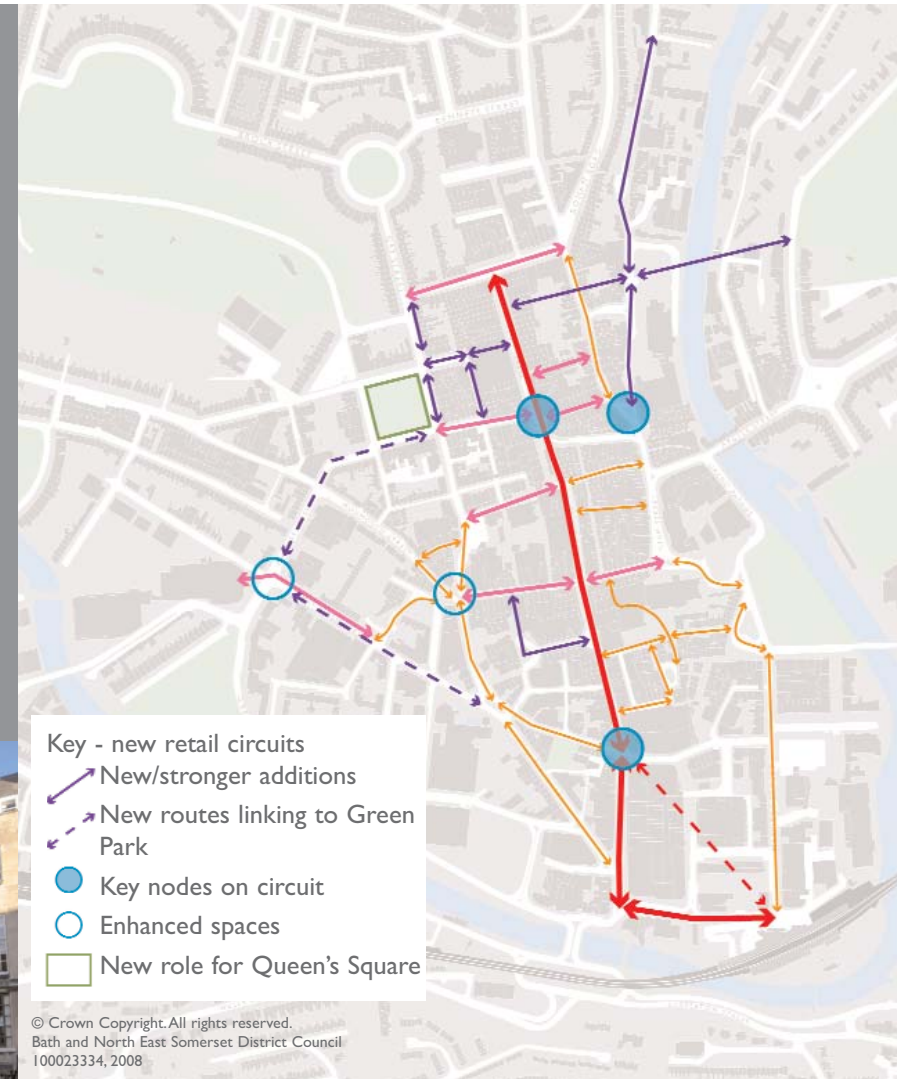 Key - new retail circuits
New/stronger additions
New routes linking to Green
Park
Key nodes on circuit
Enhanced spaces
New role for Queen's Square
© Crown Copyright. All rights reserved.
Bath and North East Somerset District Council
100023334, 2008